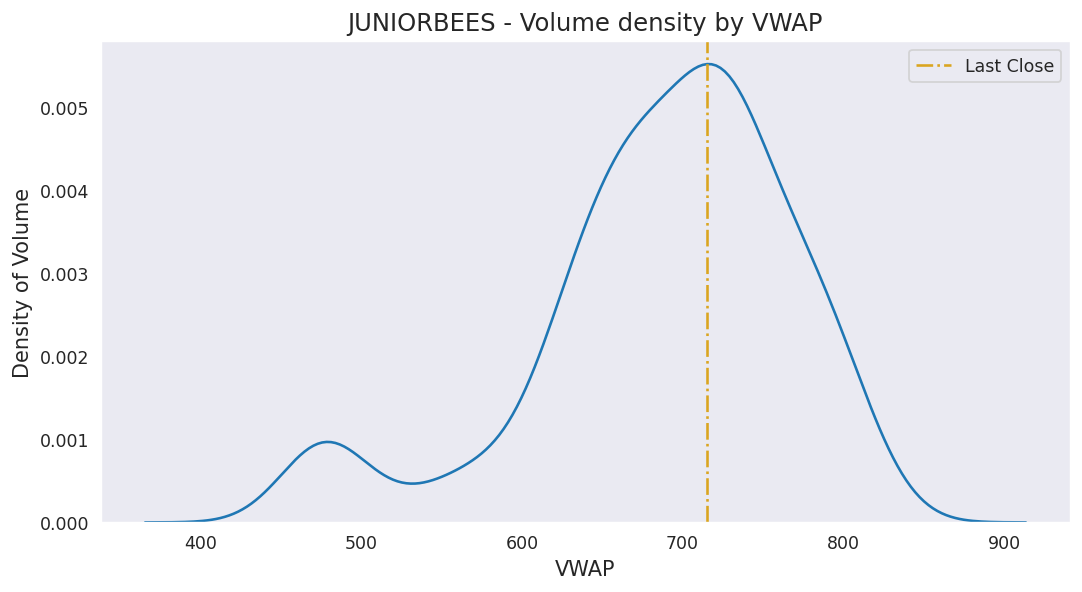 JUNIORBEES - Volume density by VWAP
Last Close
Density of Volume
0.005
0.004
0.003
0.002
0.001
0.000
400 500 600 700 800 900
VWAP